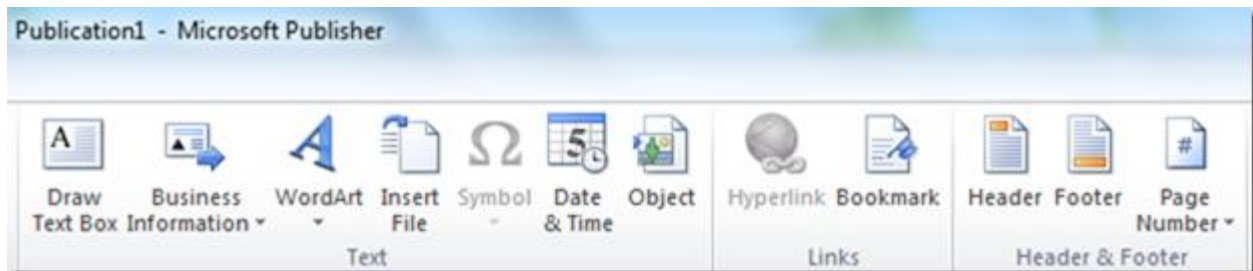 Publication1 - Microsoft Publisher
A
5
#
Draw Business WordArt Insert Symbol Date Object Hyperlink Bookmark Header Footer Page
Text Box Information File & Time Number
Text Links Header & Footer